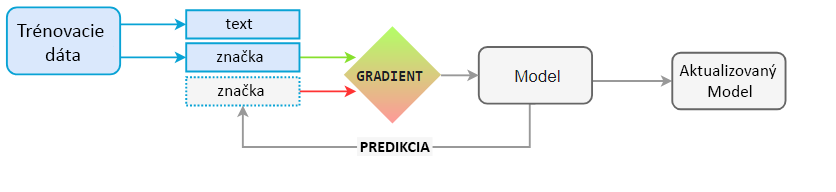 Trénovacie
dáta
text
značka
značka
GRADIENT
Model
Aktualizovaný
Model
PREDIKCIA